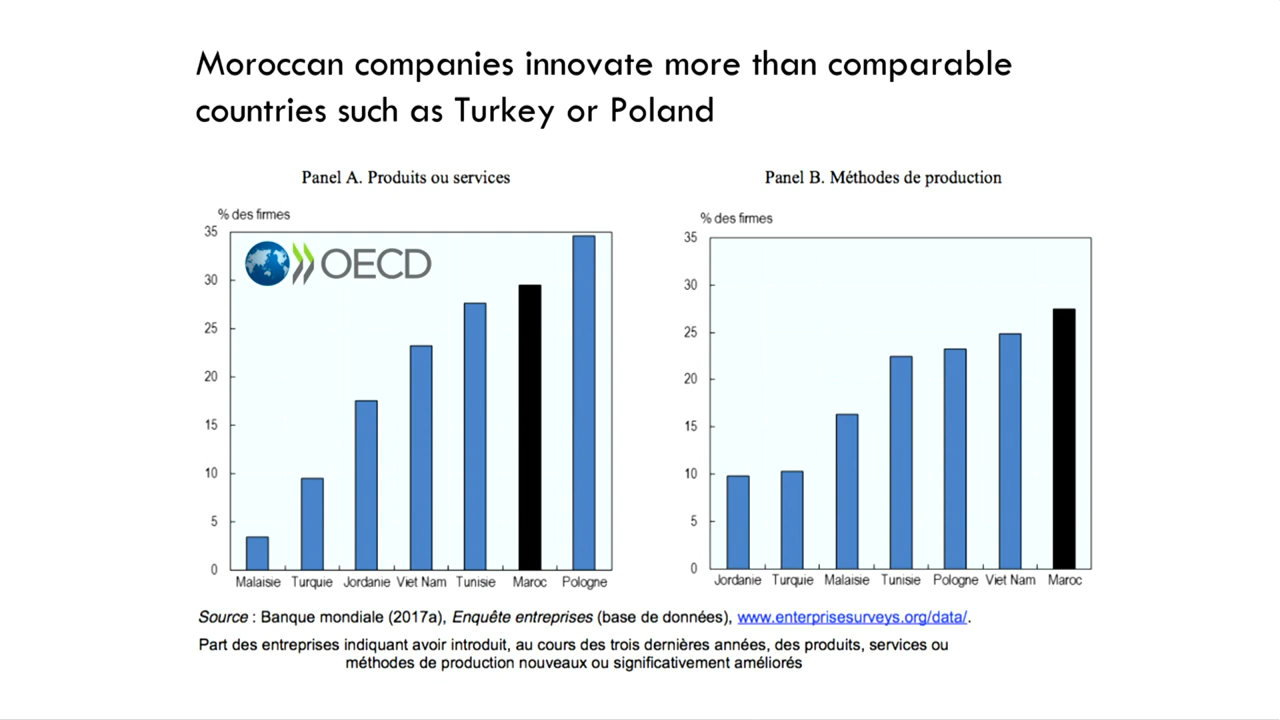 Moroccan companies innovate more than comparable
countries such as Turkey or Poland
Panel A. Produits ou services
% des firmes
35
30
25
20
15
10
5
0
OECD
Malaisie Turquie Jordanie Viet Nam Tunisie Maroc Pologne
Panel B. Méthodes de production
% des firmes
35
30
25
20
15
10
5
0
Jordanie Turquie Malaisie Tunisie Pologne Viet Nam Maroc
Source : Banque mondiale (2017a), Enquête entreprises (base de données), www.enterprisesurveys.org/data/.
Part des entreprises indiquant avoir introduit, au cours des trois dernières années, des produits, services ou
méthodes de production nouveaux ou significativement améliorés